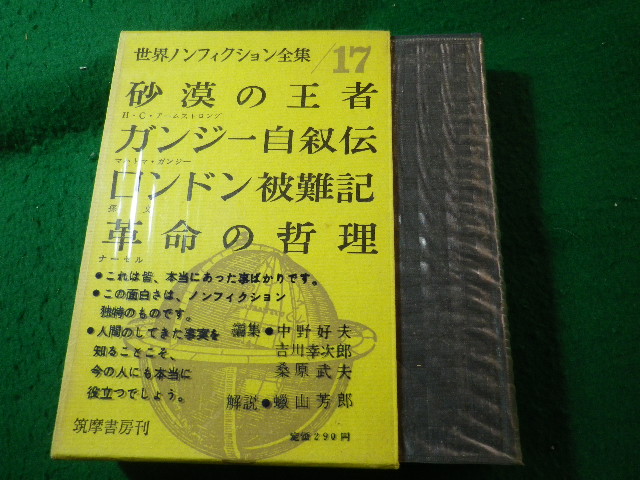 世界ノンフィクション全集/17
砂漠の王者
H・C・アームストロング
ガンジー自叙伝
マハトマ・ガンジー
ロンドン被難記
孫文
革命の哲理
ナーセル
●これは皆、本当にあった事ばかりです。
●この面白さは、ノンフィクション
独特のものです。
●人間のしてきた事実を
知ることこそ、
今の人にも本当に
役立つでしょう。
編集●中野好夫
吉川幸次郎
桑原武夫
解説●蠟山芳郎
筑摩書房刊
定価290円